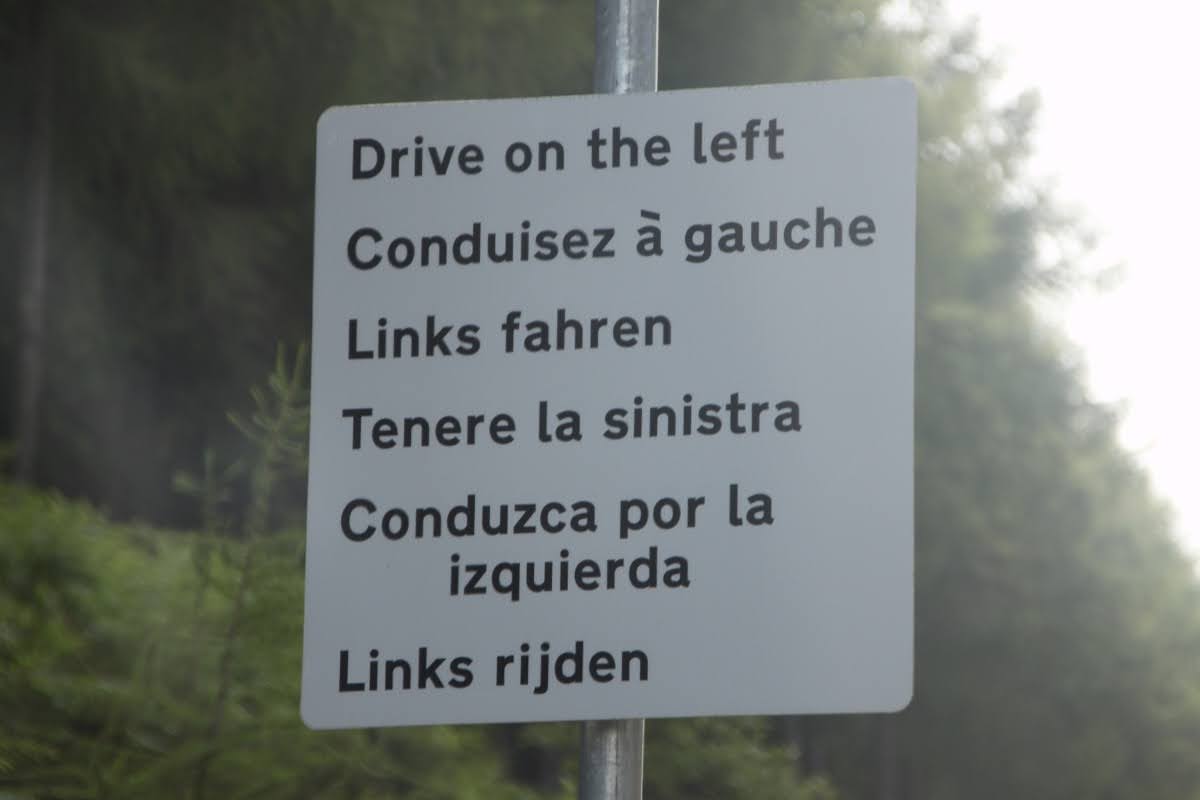 Drive on the left
Conduisez à gauche
Links fahren
Tenere la sinistra
Conduzca por la
izquierda
Links rijden